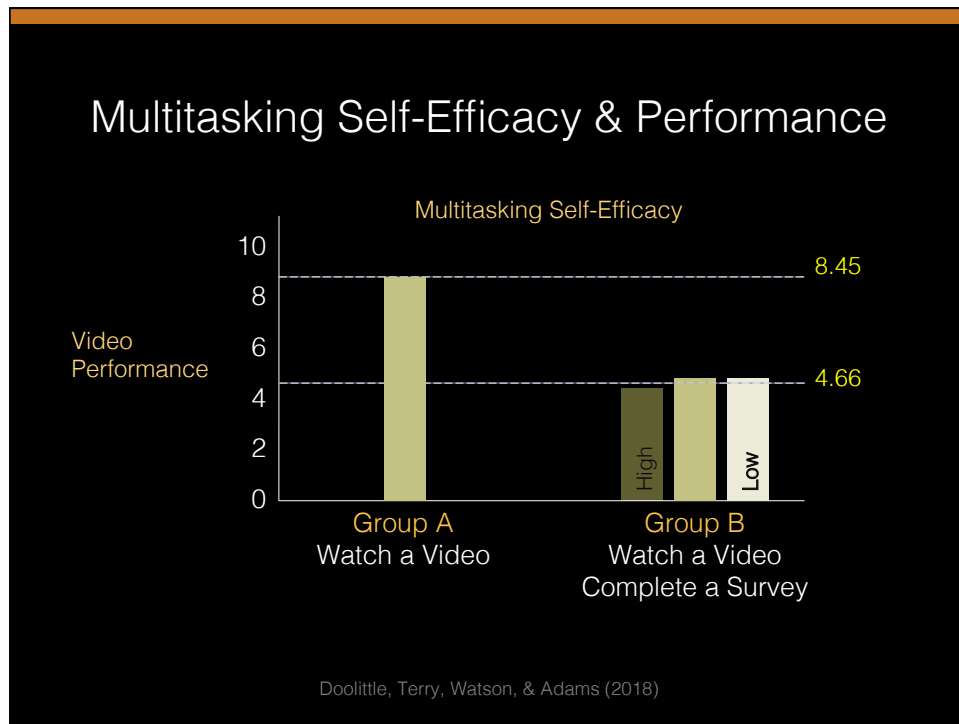 Multitasking Self-Efficacy & Performance
Multitasking Self-Efficacy
10
8
6
4
2
0
Video
Performance
8.45
4.66
High
Low
Group A
Watch a Video
Group B
Watch a Video
Complete a Survey
Doolittle, Terry, Watson, & Adams (2018)